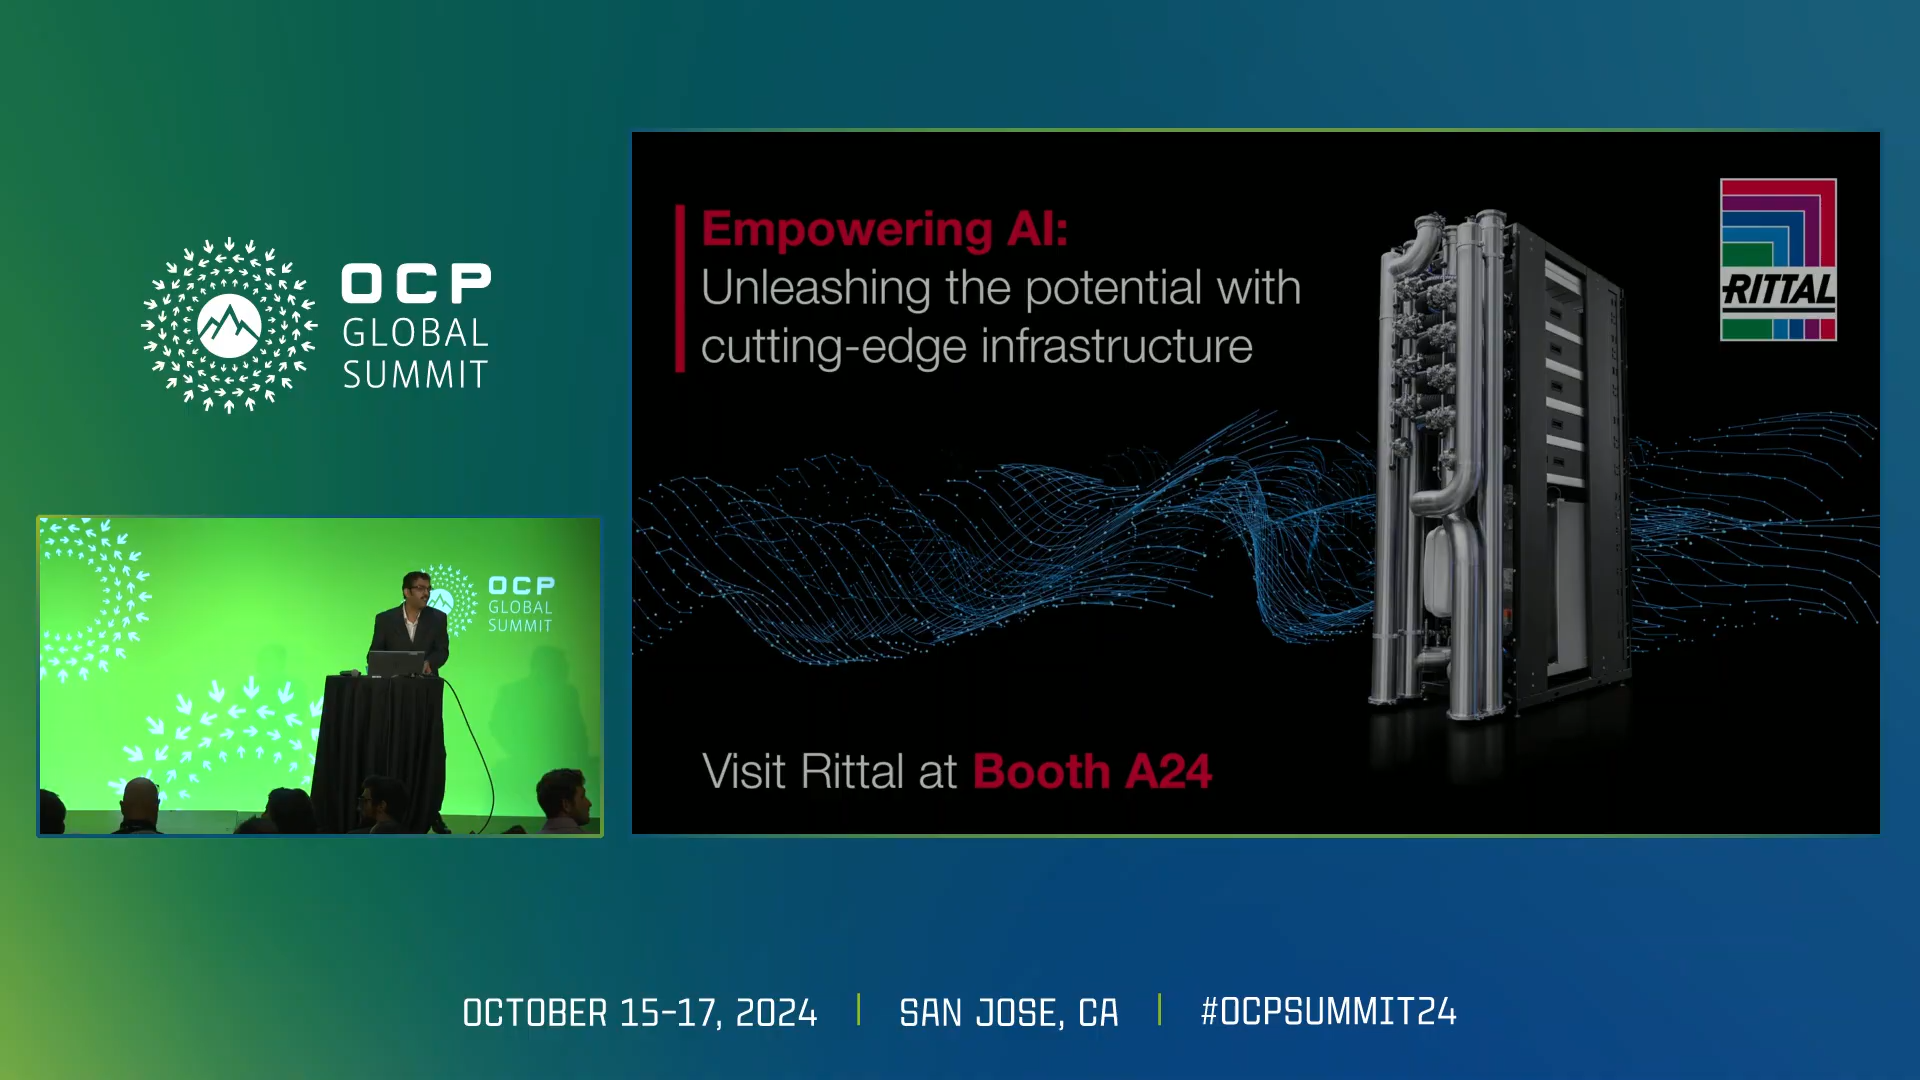 OCP
GLOBAL
SUMMIT
Empowering AI:
Unleashing the potential with
cutting-edge infrastructure
RITTAL
Visit Rittal at Booth A24
OCP
GLOBAL
SUMMIT
OCTOBER 15-17, 2024 | SAN JOSE, CA | #OCPSUMMIT24